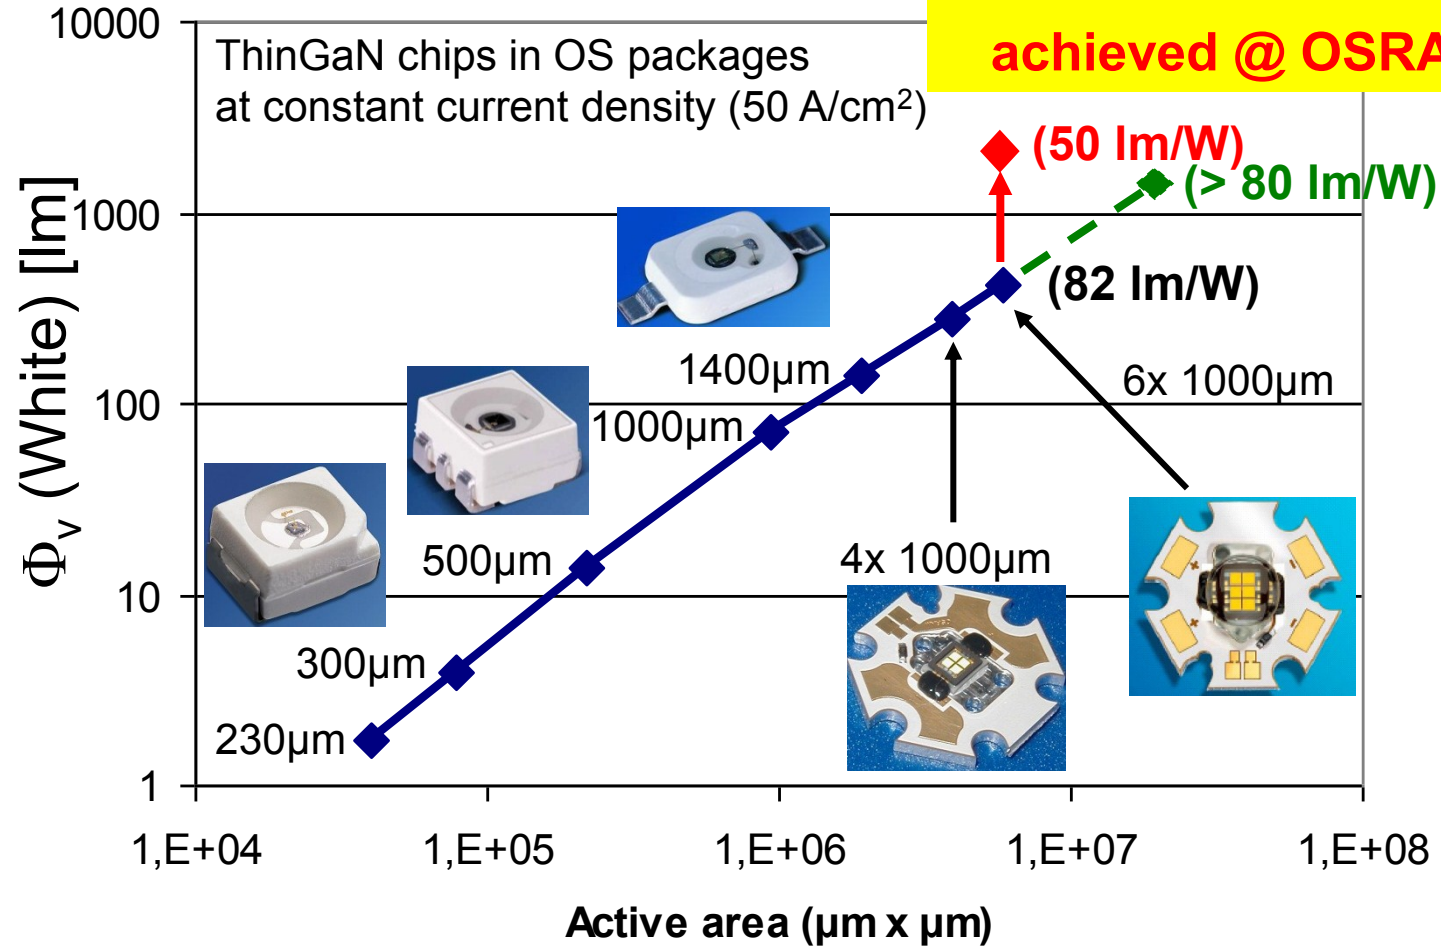 10000
ThinGaN chips in OS packages
at constant current density (50 A/cm²)
achieved @ OSRA
(50 lm/W)
(> 80 lm/W)
1000
(82 lm/W)
1400µm
6x 1000µm
100
1000µm
500µm
4x 1000µm
10
300µm
230µm
1
Φv (White) [lm]
1,E+04 1,E+05 1,E+06 1,E+07 1,E+08
Active area (µm x µm)